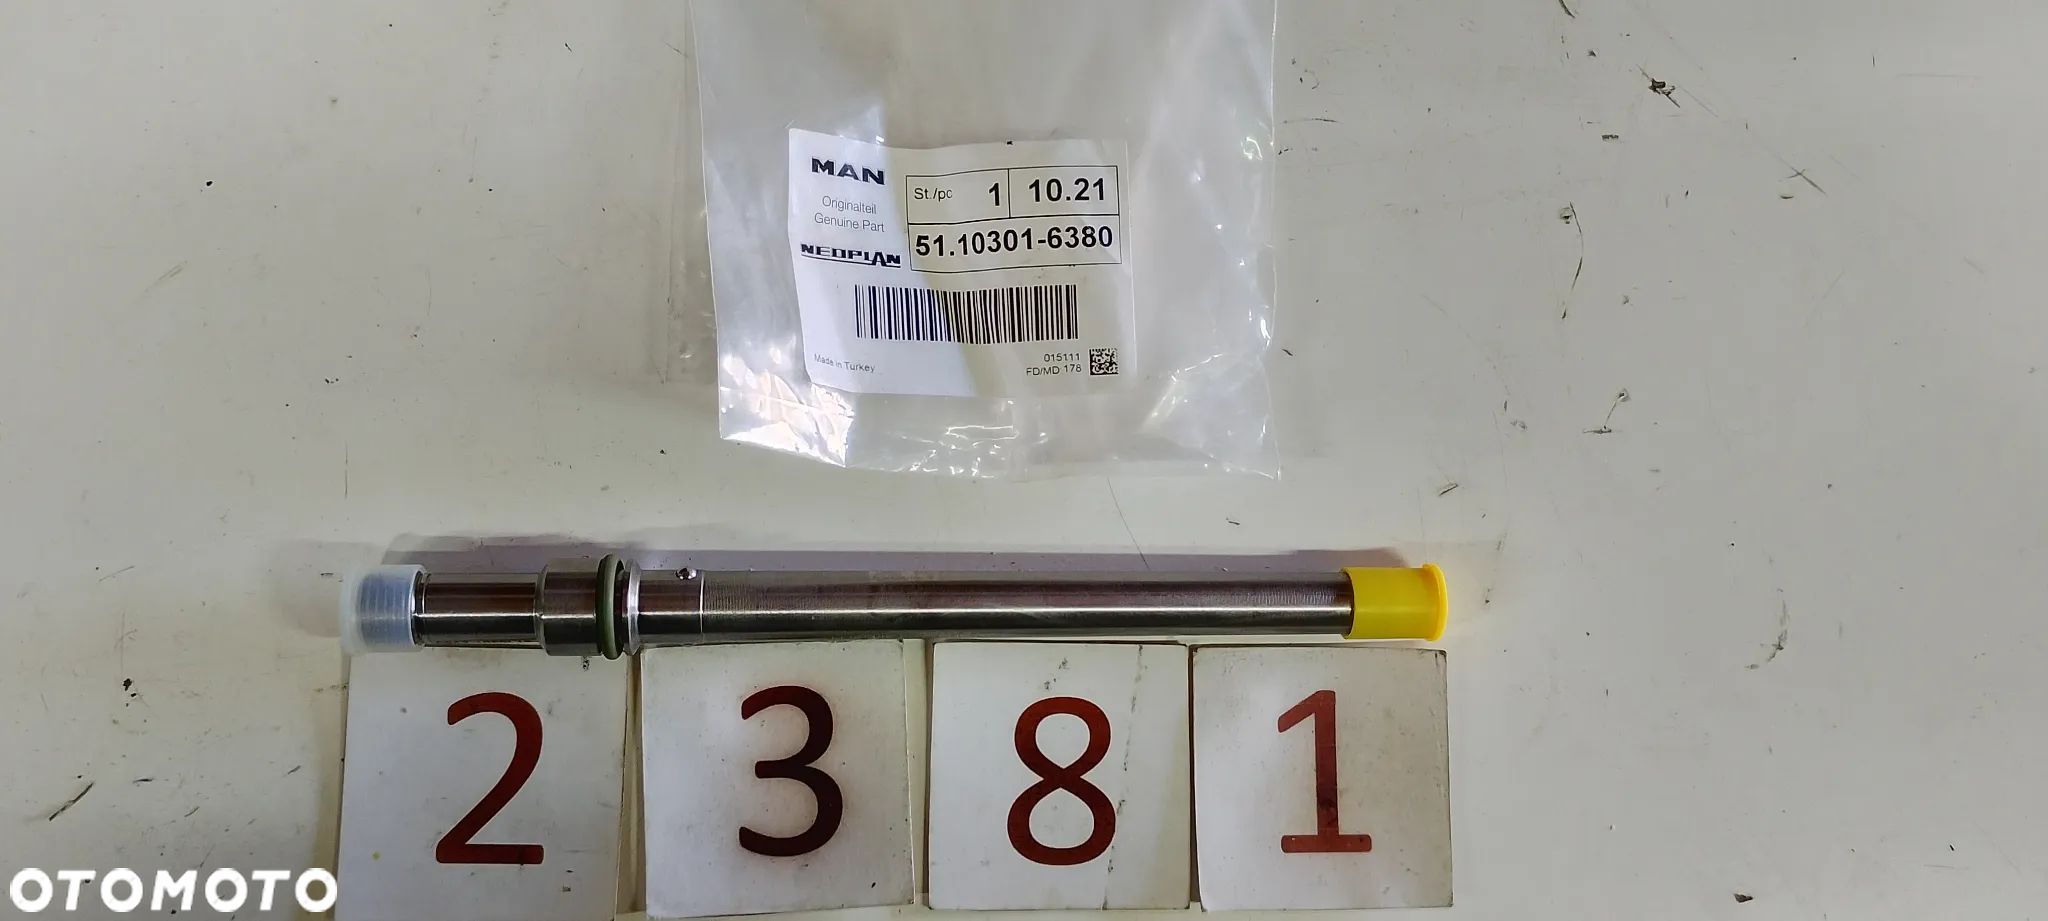 MAN
Originalteil
Genuine Part
NEOPLAN
St./pc 1 10.21
51.10301-6380
Made in Turkey
015111
FD/MD 178
2 3 8 1
OTOMOTO